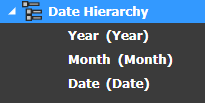 Date Hierarchy
Year (Year)
Month (Month)
Date (Date)